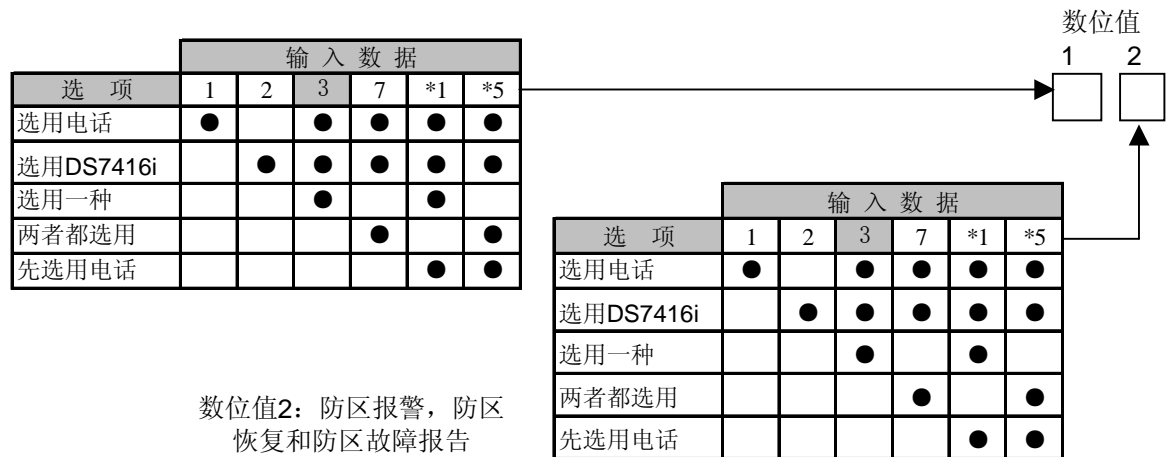 数位值
1 2
输 入 数 据
选 项 1 2 3 7 *1 *5
选用电话 ● ● ● ● ●
选用DS7416i ● ● ● ● ●
选用一种 ● ●
两者都选用 ● ●
先选用电话 ● ●
输 入 数 据
选 项 1 2 3 7 *1 *5
选用电话 ● ● ● ● ●
选用DS7416i ● ● ● ● ●
选用一种 ● ●
两者都选用 ● ●
先选用电话 ● ●
数位值2：防区报警，防区
恢复和防区故障报告